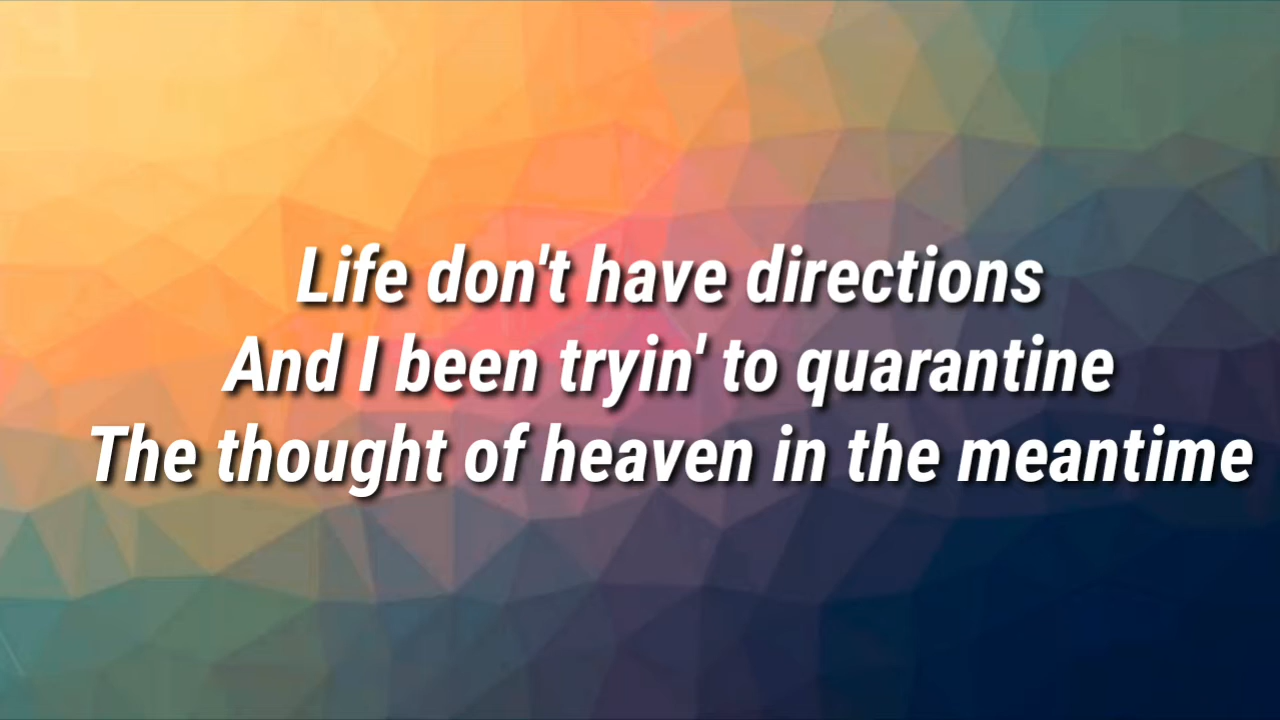 Life don't have directions
And I been tryin' to quarantine
The thought of heaven in the meantime